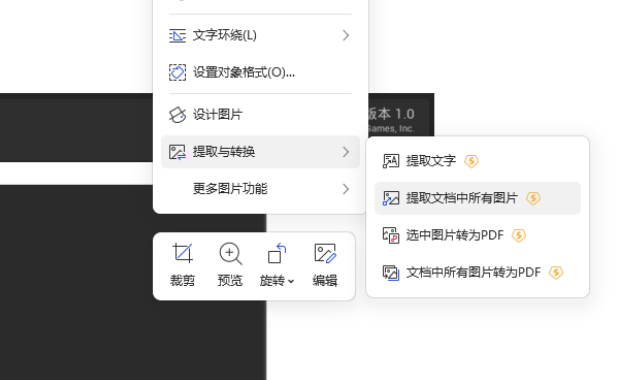 文字环绕(L)
设置对象格式(O)...
设计图片
版本 1.0
Games, Inc.
提取与转换
更多图片功能
提取文字
提取文档中所有图片
选中图片转为PDF
文档中所有图片转为PDF
裁剪
预览
旋转
编辑